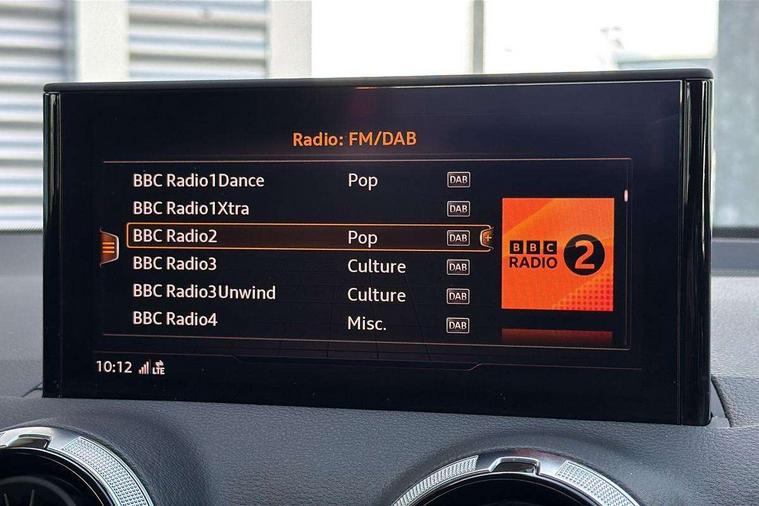 Radio: FM/DAB
BBC Radio1Dance Pop DAB
BBC Radio1Xtra DAB
BBC Radio2 Pop DAB
BBC Radio3 Culture DAB
BBC Radio3Unwind Culture DAB
BBC Radio4 Misc. DAB
BBC
RADIO 2
10:12 LTE